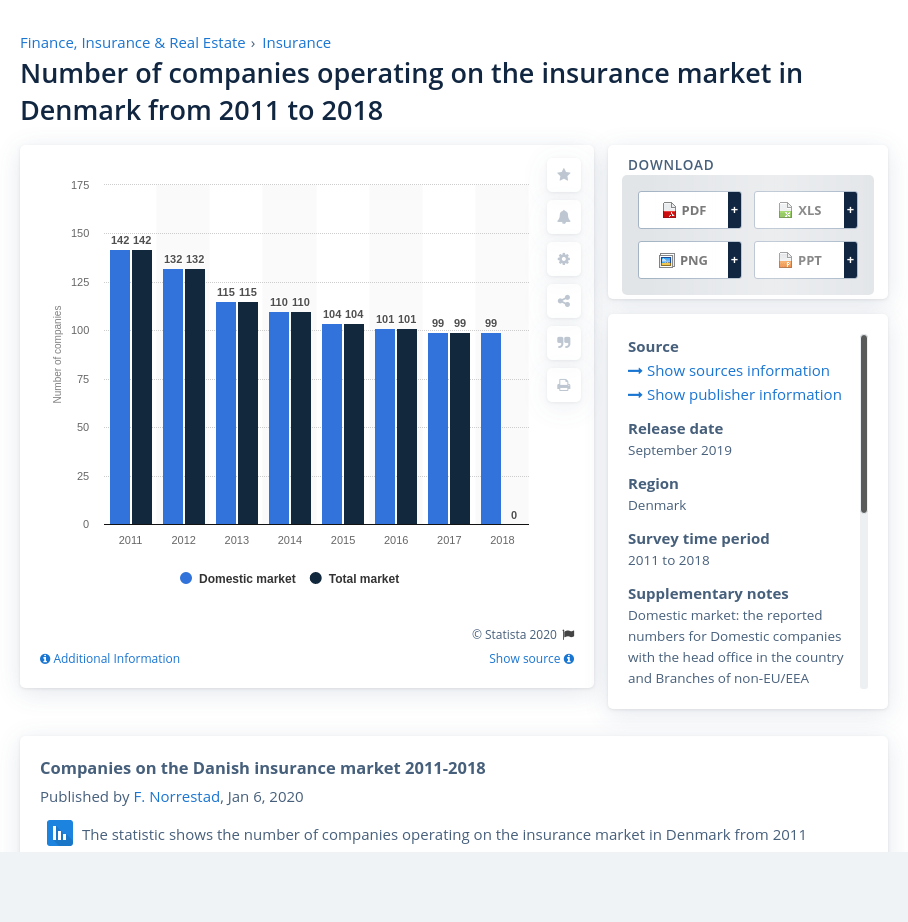 Finance, Insurance & Real Estate › Insurance
Number of companies operating on the insurance market in
Denmark from 2011 to 2018
175
150
125
100
75
50
25
0
Number of companies
142 142
132 132
115 115
110 110
104 104
101 101
99 99
99
0
2011 2012 2013 2014 2015 2016 2017 2018
Domestic market Total market
© Statista 2020
Additional Information
Show source
DOWNLOAD
PDF +
XLS +
PNG +
PPT +
Source
Show sources information
Show publisher information
Release date
September 2019
Region
Denmark
Survey time period
2011 to 2018
Supplementary notes
Domestic market: the reported
numbers for Domestic companies
with the head office in the country
and Branches of non-EU/EEA
Companies on the Danish insurance market 2011-2018
Published by F. Norrestad, Jan 6, 2020
The statistic shows the number of companies operating on the insurance market in Denmark from 2011